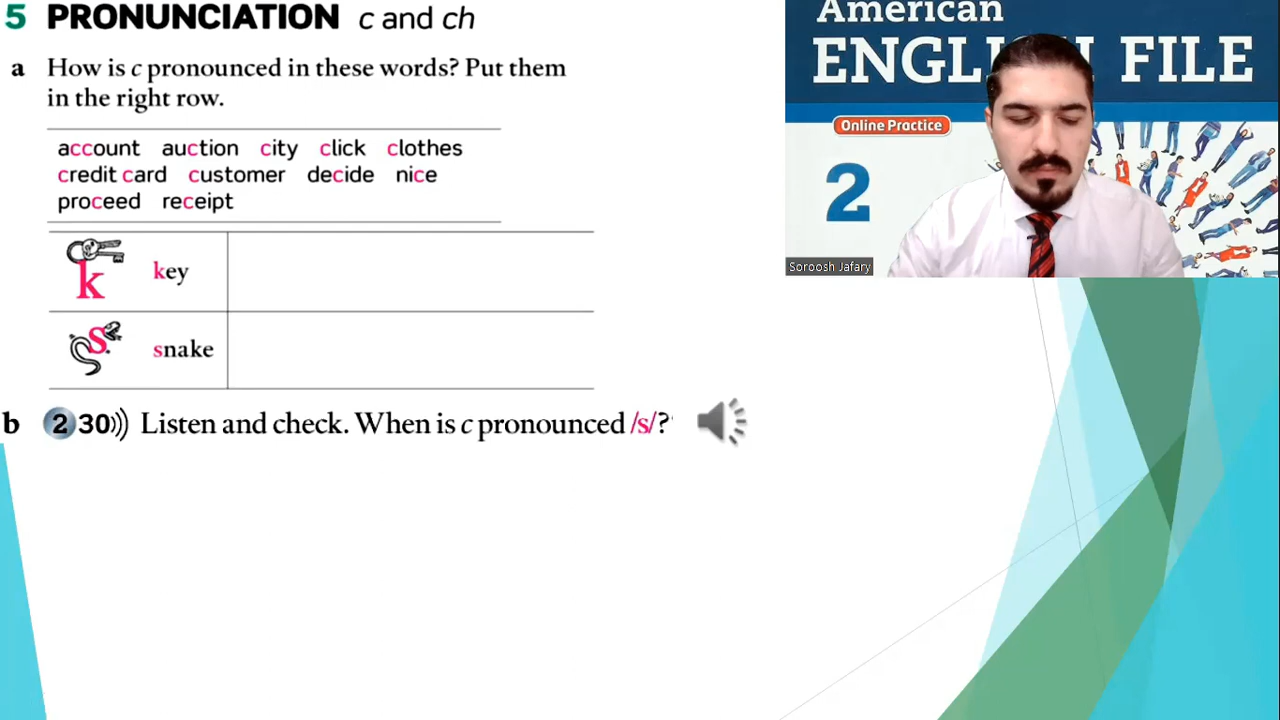 5 PRONUNCIATION c and ch
a How is c pronounced in these words? Put them
in the right row.
account auction city click clothes
credit card customer decide nice
proceed receipt
k key
s snake
b 2 30 Listen and check. When is c pronounced /s/?
American
ENGLISH FILE
Online Practice
2
Soroosh Jafary